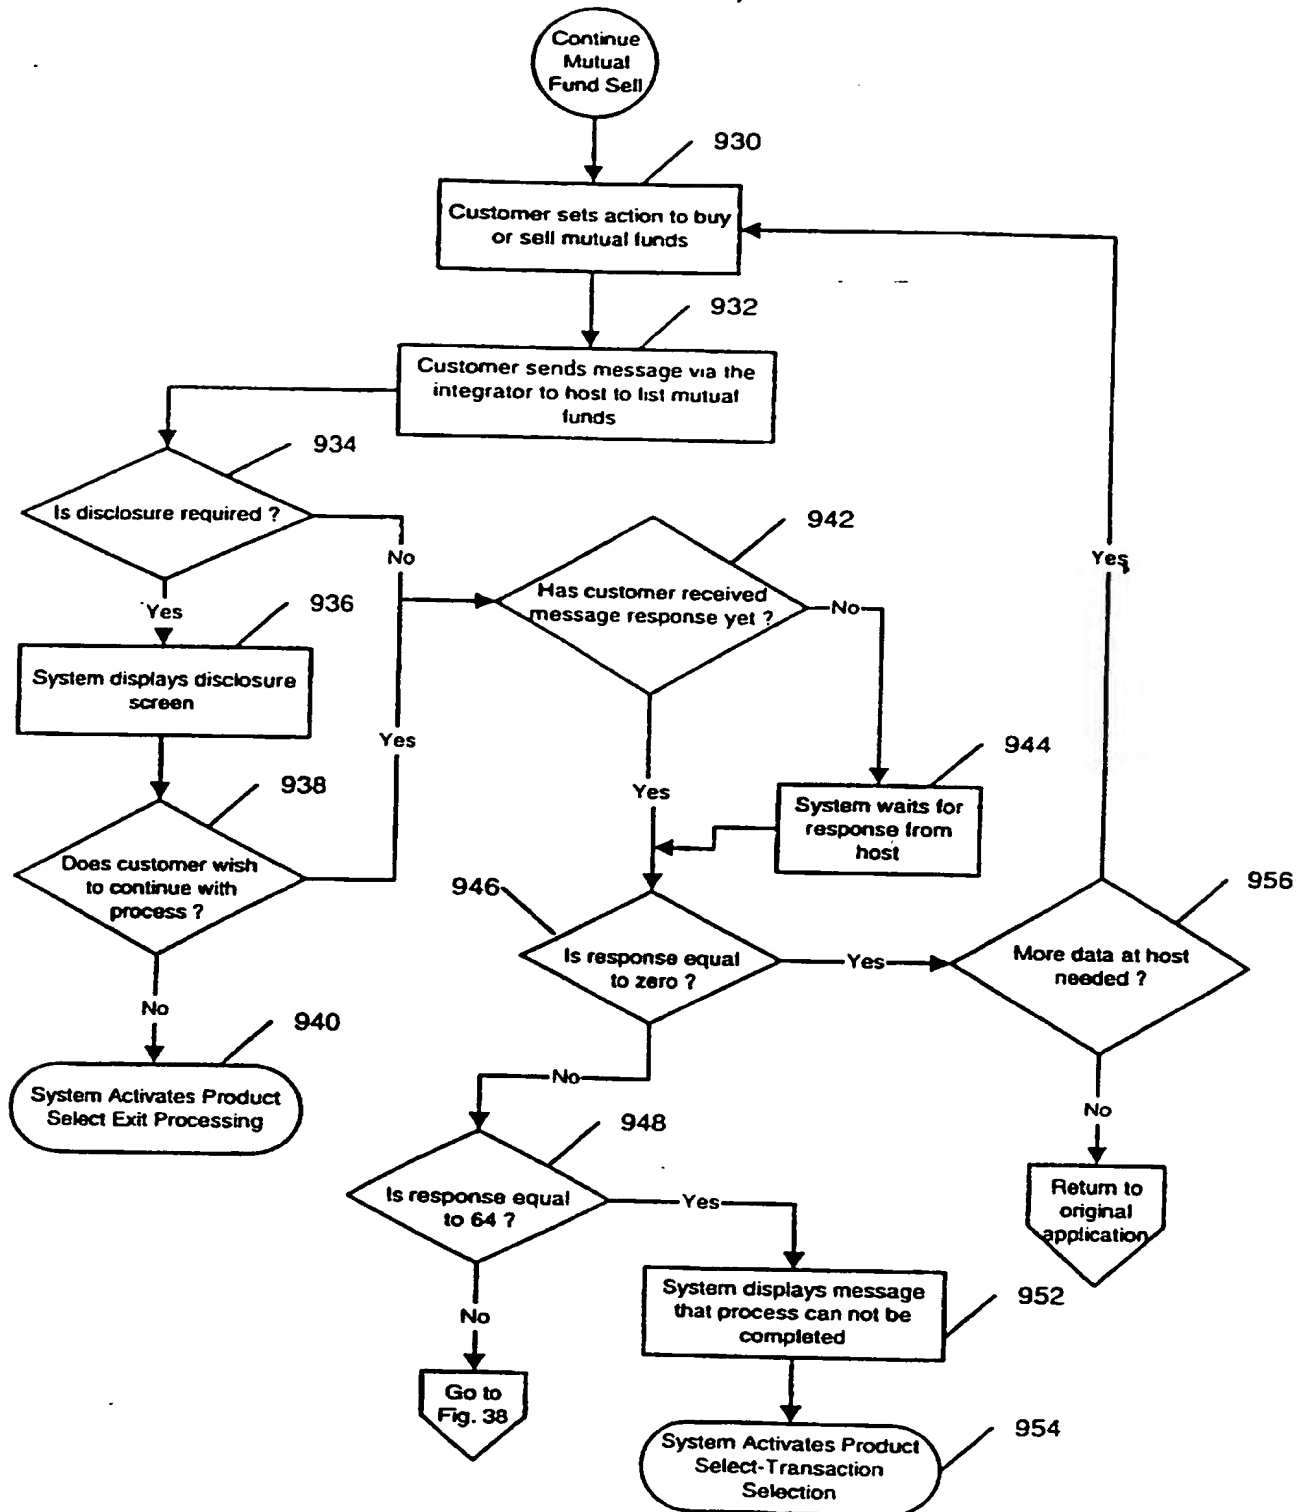 Continue
Mutual
Fund Sell
930
Customer sets action to buy
or sell mutual funds
932
Customer sends message via the
integrator to host to list mutual
funds
934
Is disclosure required ?
No
Yes
936
System displays disclosure
screen
Yes
938
Does customer wish
to continue with
process ?
No
940
System Activates Product
Select Exit Processing
942
Has customer received
message response yet ?
No
Yes
944
System waits for
response from
host
946
Is response equal
to zero ?
Yes
No
956
More data at host
needed ?
Yes
No
Return to
original
application
948
Is response equal
to 64 ?
Yes
No
Go to
Fig. 38
952
System displays message
that process can not be
completed
954
System Activates Product
Select-Transaction
Selection